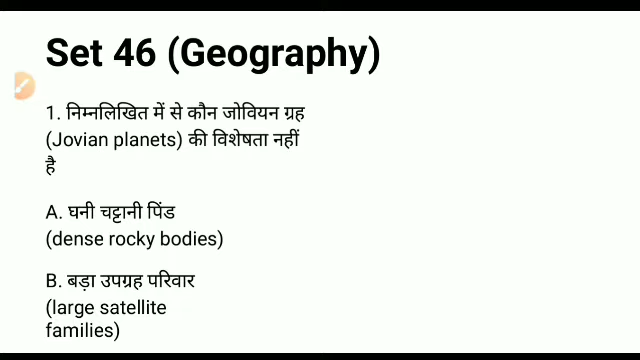 Set 46 (Geography)
1. निम्नलिखित में से कौन जोवियन ग्रह
(Jovian planets) की विशेषता नहीं
है
A. घनी चट्टानी पिंड
(dense rocky bodies)
B. बड़ा उपग्रह परिवार
(large satellite
families)